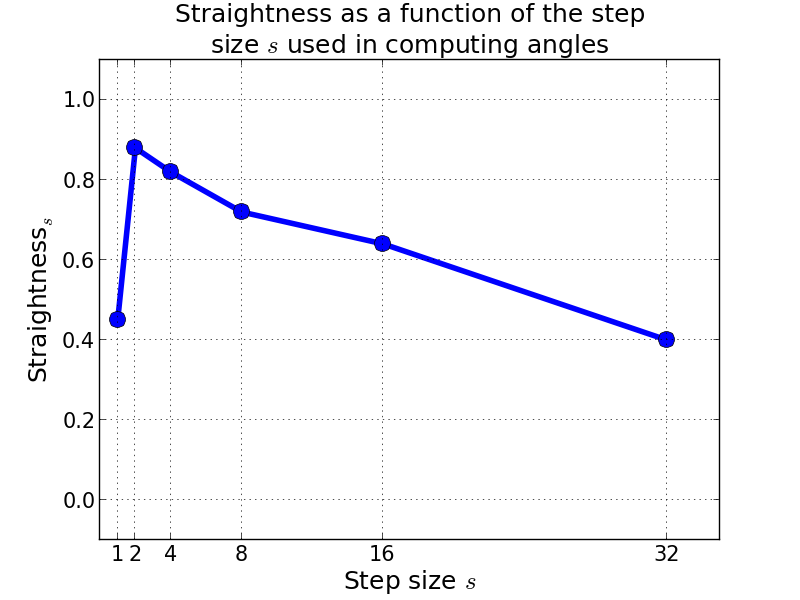 Straightness as a function of the step
size s used in computing angles
1.0
0.8
0.6
0.4
0.2
0.0
Straightness_s
1 2 4 8 16 32
Step size s